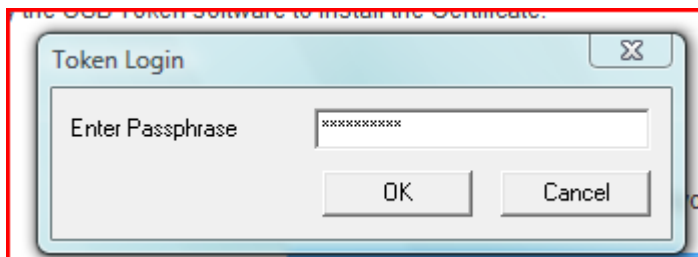 the USB Token Software to Install the Certificate.
Token Login
Enter Passphrase
**********
OK
Cancel